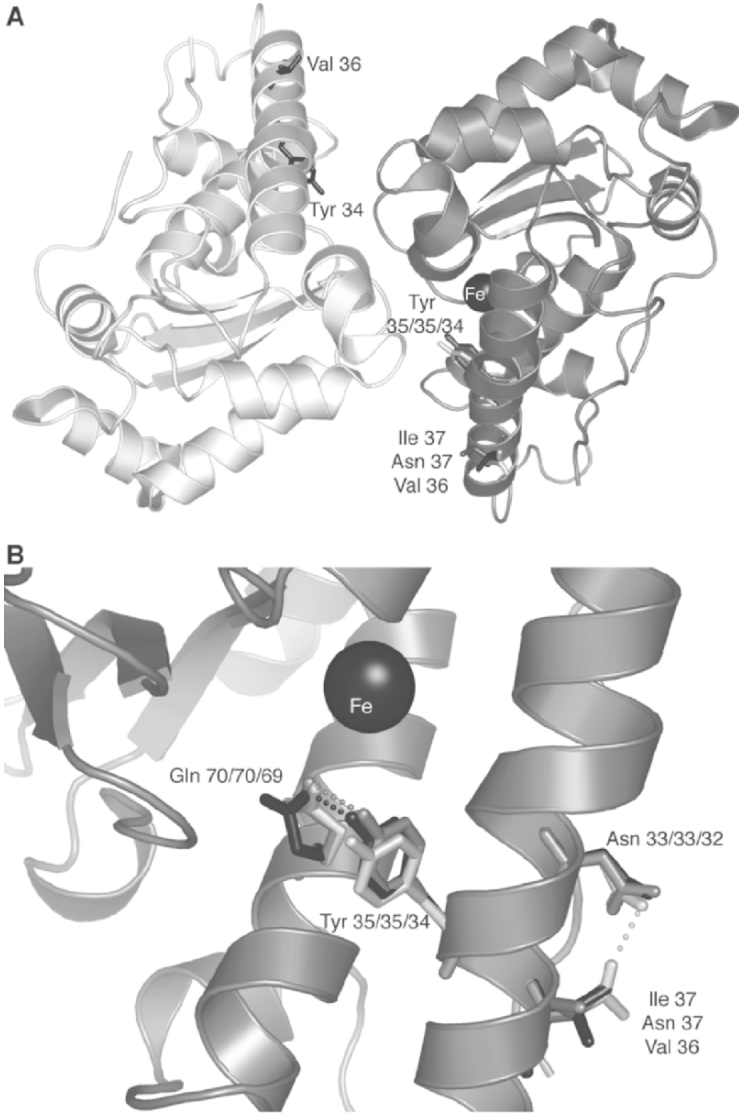 A
Val 36
Tyr 34
Fe
Tyr
35/35/34
Ile 37
Asn 37
Val 36
B
Fe
Gln 70/70/69
Asn 33/33/32
Tyr 35/35/34
Ile 37
Asn 37
Val 36